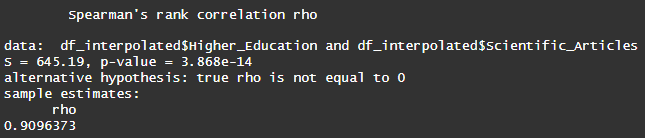 Spearman's rank correlation rho
data:  df_interpolated$Higher_Education and df_interpolated$Scientific_Articles
S = 645.19, p-value = 3.868e-14
alternative hypothesis: true rho is not equal to 0
sample estimates:
rho
0.9096373